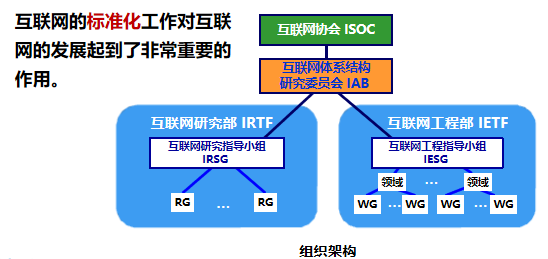 互联网的标准化工作对互联
网的发展起到了非常重要的
作用。
互联网协会 ISOC
互联网体系结构
研究委员会 IAB
互联网研究部 IRTF
互联网研究指导小组
IRSG
RG … RG
互联网工程部 IETF
互联网工程指导小组
IESG
领域 … 领域
WG … WG WG … WG
组织架构